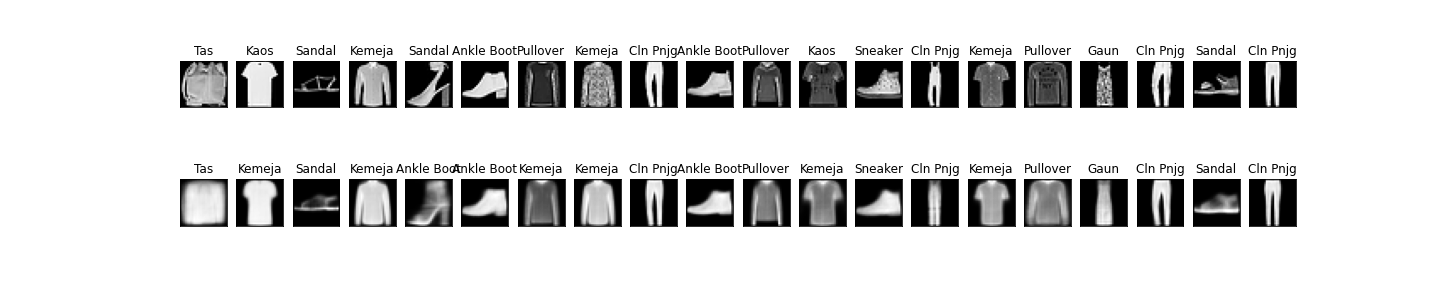 Tas Kaos Sandal Kemeja Sandal Ankle Boot Pullover Kemeja Cln Pnjg Ankle Boot Pullover Kaos Sneaker Cln Pnjg Kemeja Pullover Gaun Cln Pnjg Sandal Cln Pnjg
Tas Kemeja Sandal Kemeja Ankle Boot Ankle Boot Kemeja Kemeja Cln Pnjg Ankle Boot Pullover Kemeja Sneaker Cln Pnjg Kemeja Pullover Gaun Cln Pnjg Sandal Cln Pnjg